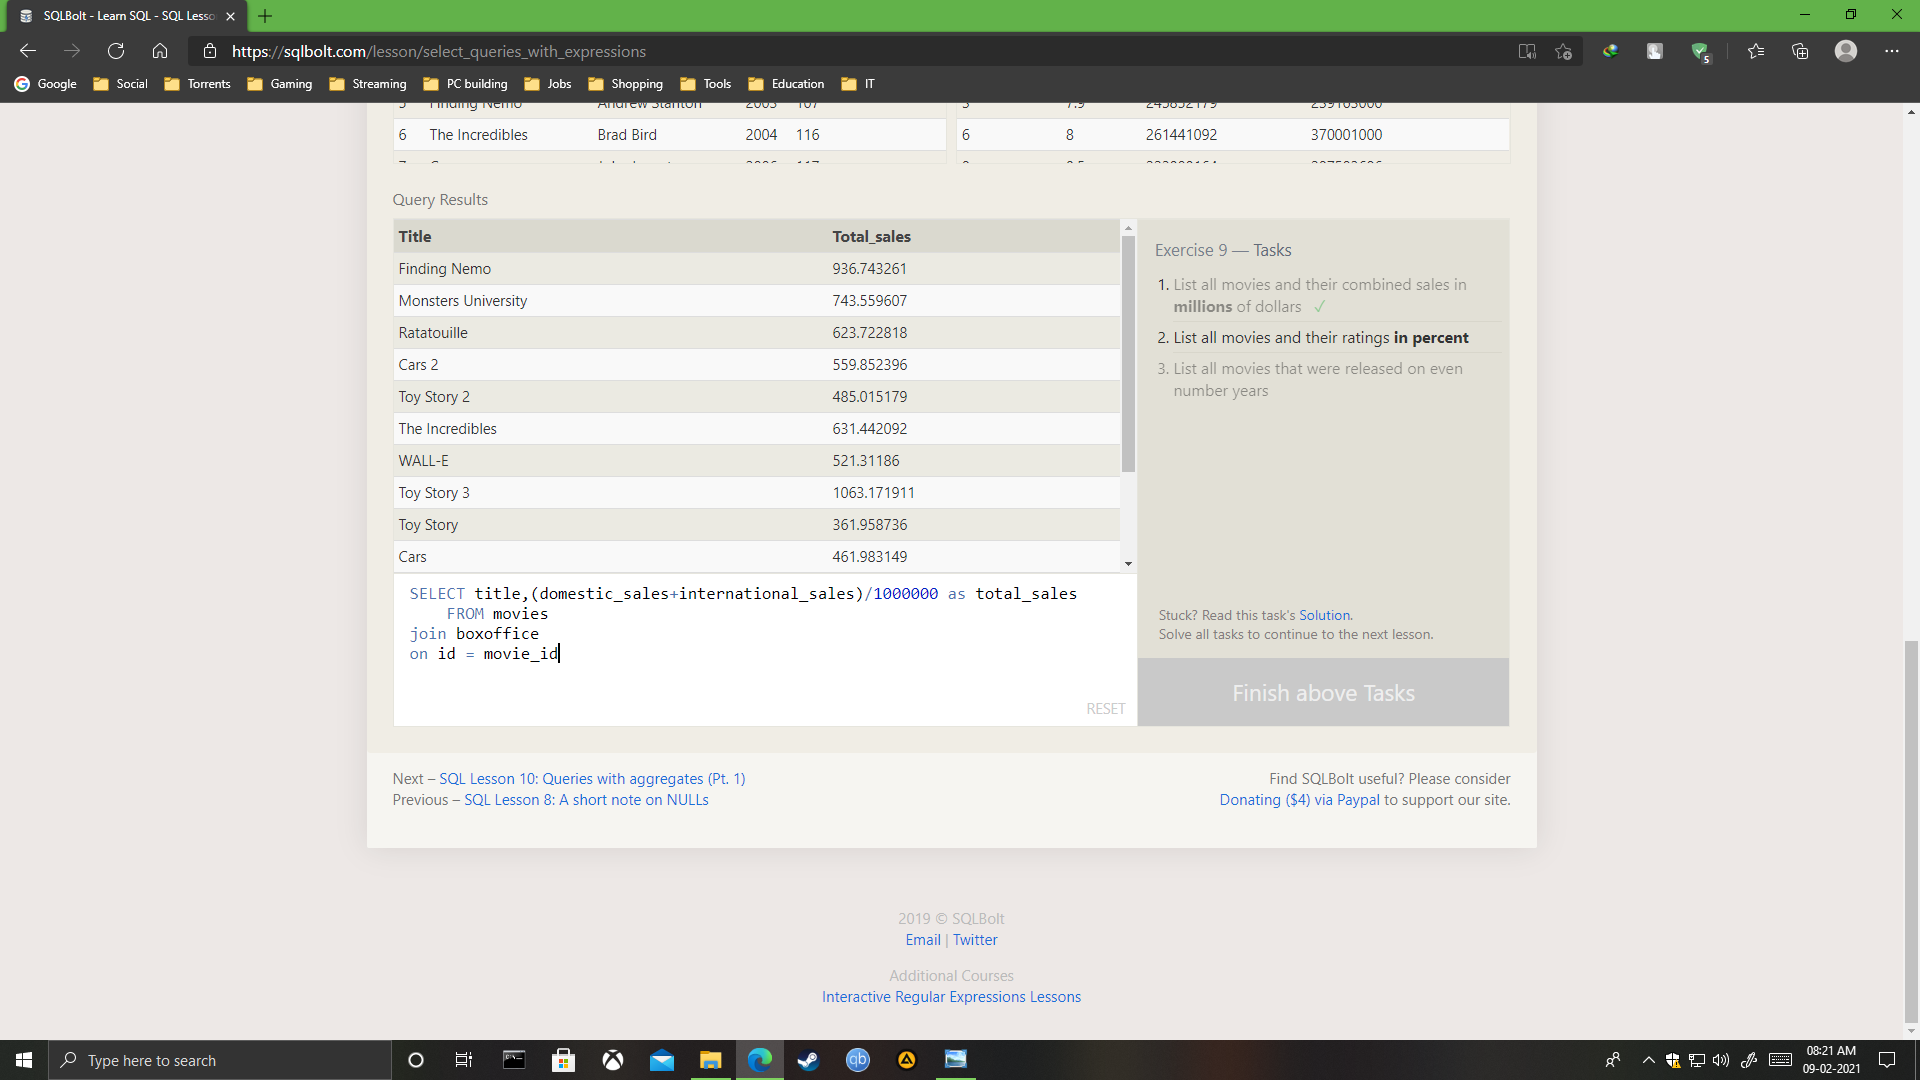 SQLBolt - Learn SQL - SQL Lesso
https://sqlbolt.com/lesson/select_queries_with_expressions
5
Google Social Torrents Gaming Streaming PC building Jobs Shopping Tools Education IT
5 Finding Nemo Andrew Stanton 2003 107 5 7.9 245852179 239163000
6 The Incredibles Brad Bird 2004 116 6 8 261441092 370001000
Query Results
Title Total_sales
Finding Nemo 936.743261
Monsters University 743.559607
Ratatouille 623.722818
Cars 2 559.852396
Toy Story 2 485.015179
The Incredibles 631.442092
WALL-E 521.31186
Toy Story 3 1063.171911
Toy Story 361.958736
Cars 461.983149
Exercise 9 — Tasks
1. List all movies and their combined sales in
millions of dollars ✓
2. List all movies and their ratings in percent
3. List all movies that were released on even
number years
SELECT title,(domestic_sales+international_sales)/1000000 as total_sales
FROM movies
join boxoffice
on id = movie_id
RESET
Stuck? Read this task's Solution.
Solve all tasks to continue to the next lesson.
Finish above Tasks
Next – SQL Lesson 10: Queries with aggregates (Pt. 1)
Previous – SQL Lesson 8: A short note on NULLs
Find SQLBolt useful? Please consider
Donating ($4) via Paypal to support our site.
2019 © SQLBolt
Email | Twitter
Additional Courses
Interactive Regular Expressions Lessons
Type here to search
qb
08:21 AM
09-02-2021